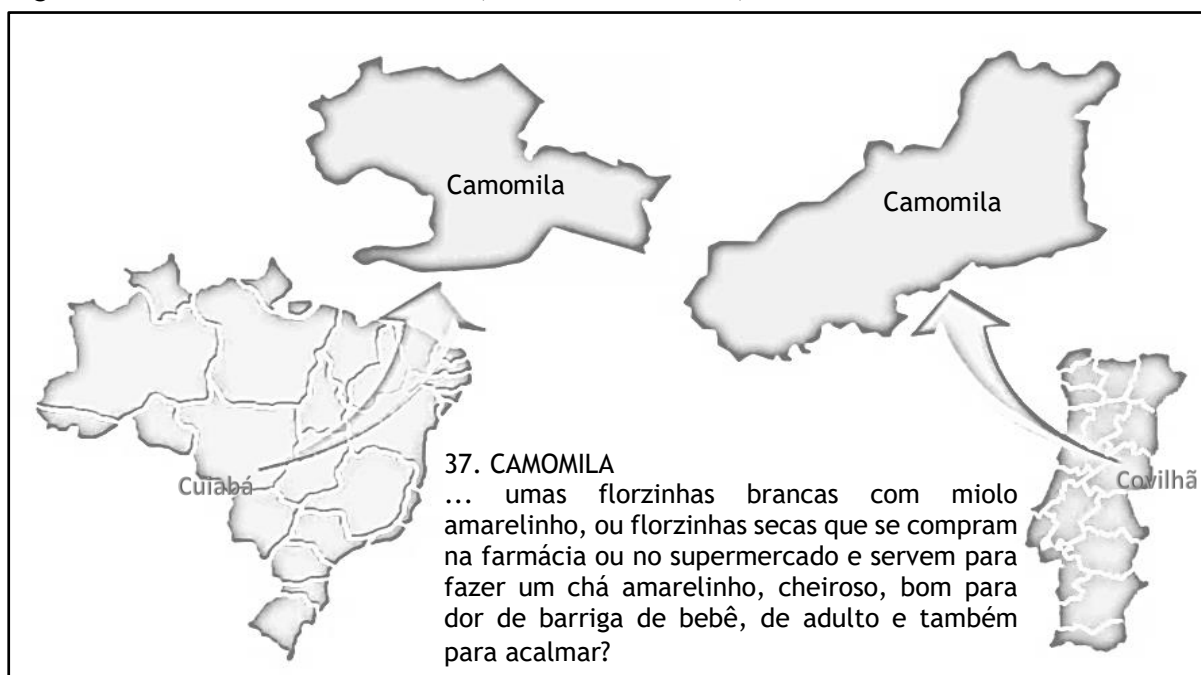 Camomila
Camomila
Cuiabá
Covilhã
37. CAMOMILA
... umas florzinhas brancas com miolo
amarelinho, ou florzinhas secas que se compram
na farmácia ou no supermercado e servem para
fazer um chá amarelinho, cheiroso, bom para
dor de barriga de bebê, de adulto e também
para acalmar?